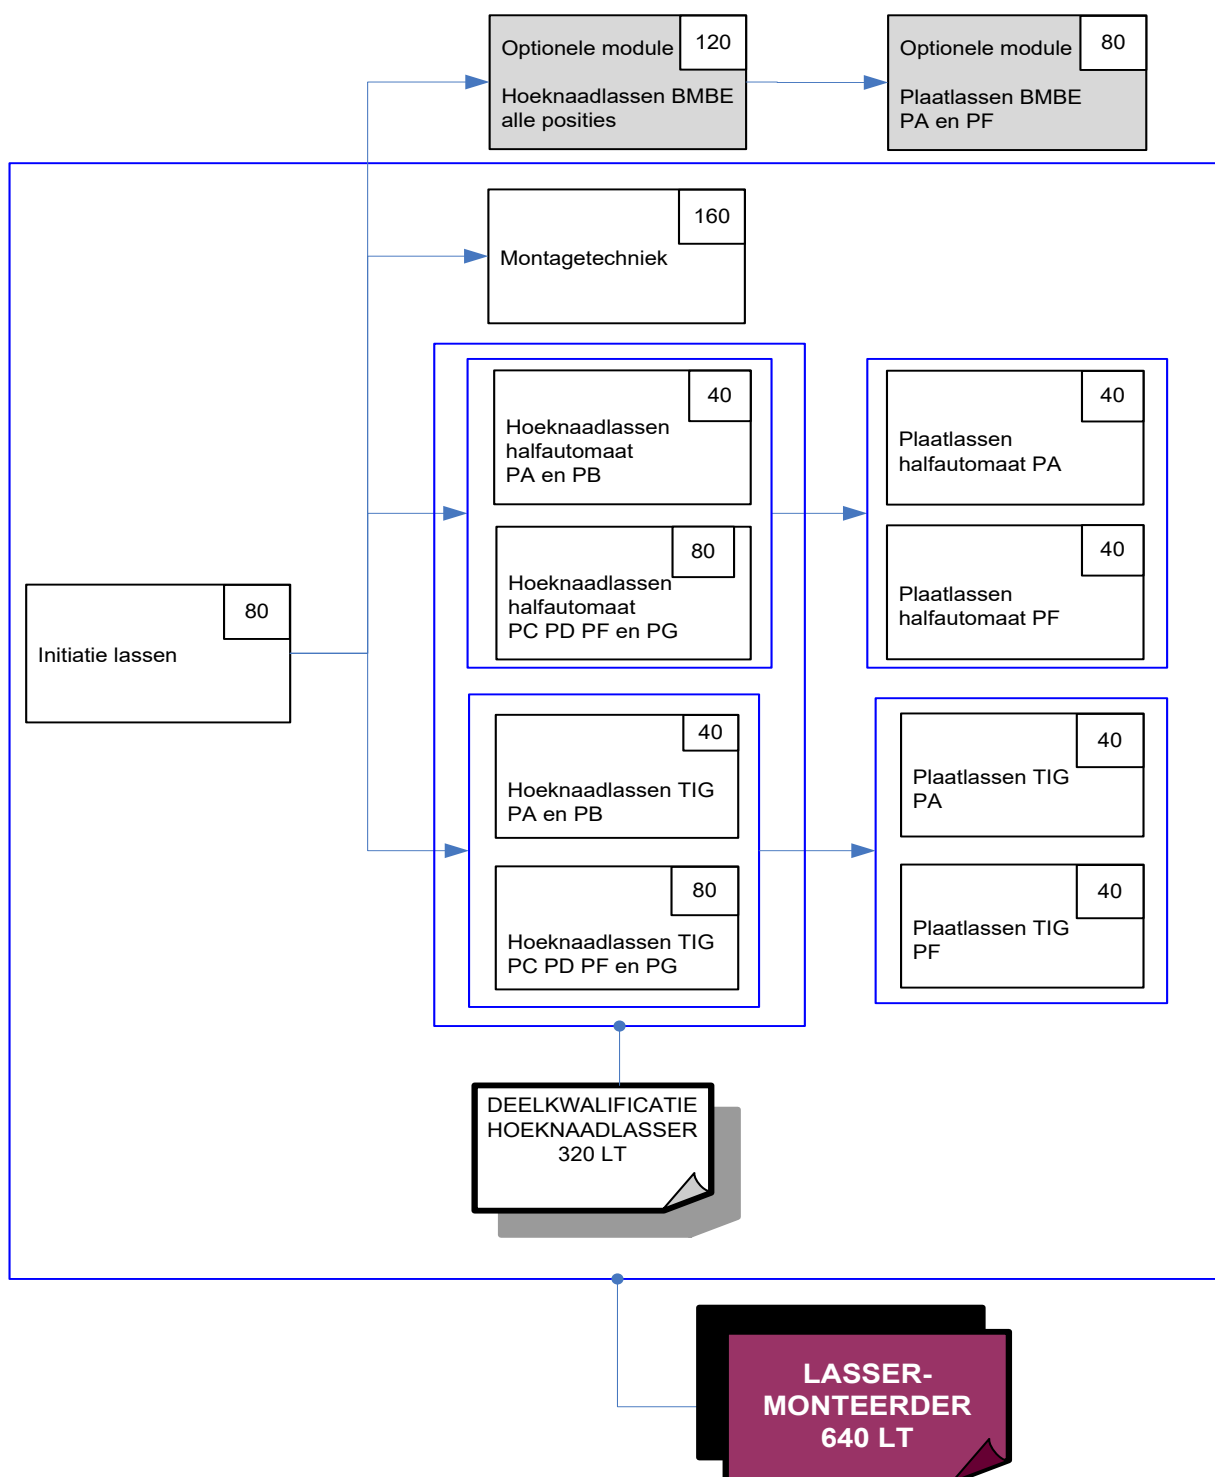 Optionele module
120
Hoeknaadlassen BMBE
alle posities
Optionele module
80
Plaatlassen BMBE
PA en PF
160
Montagetechniek
40
Hoeknaadlassen
halfautomaat
PA en PB
40
Plaatlassen
halfautomaat PA
80
Hoeknaadlassen
halfautomaat
PC PD PF en PG
40
Plaatlassen
halfautomaat PF
80
Initiatie lassen
40
Hoeknaadlassen TIG
PA en PB
40
Plaatlassen TIG
PA
80
Hoeknaadlassen TIG
PC PD PF en PG
40
Plaatlassen TIG
PF
DEELKWALIFICATIE
HOEKNAADLASSER
320 LT
LASSER-
MONTEERDER
640 LT